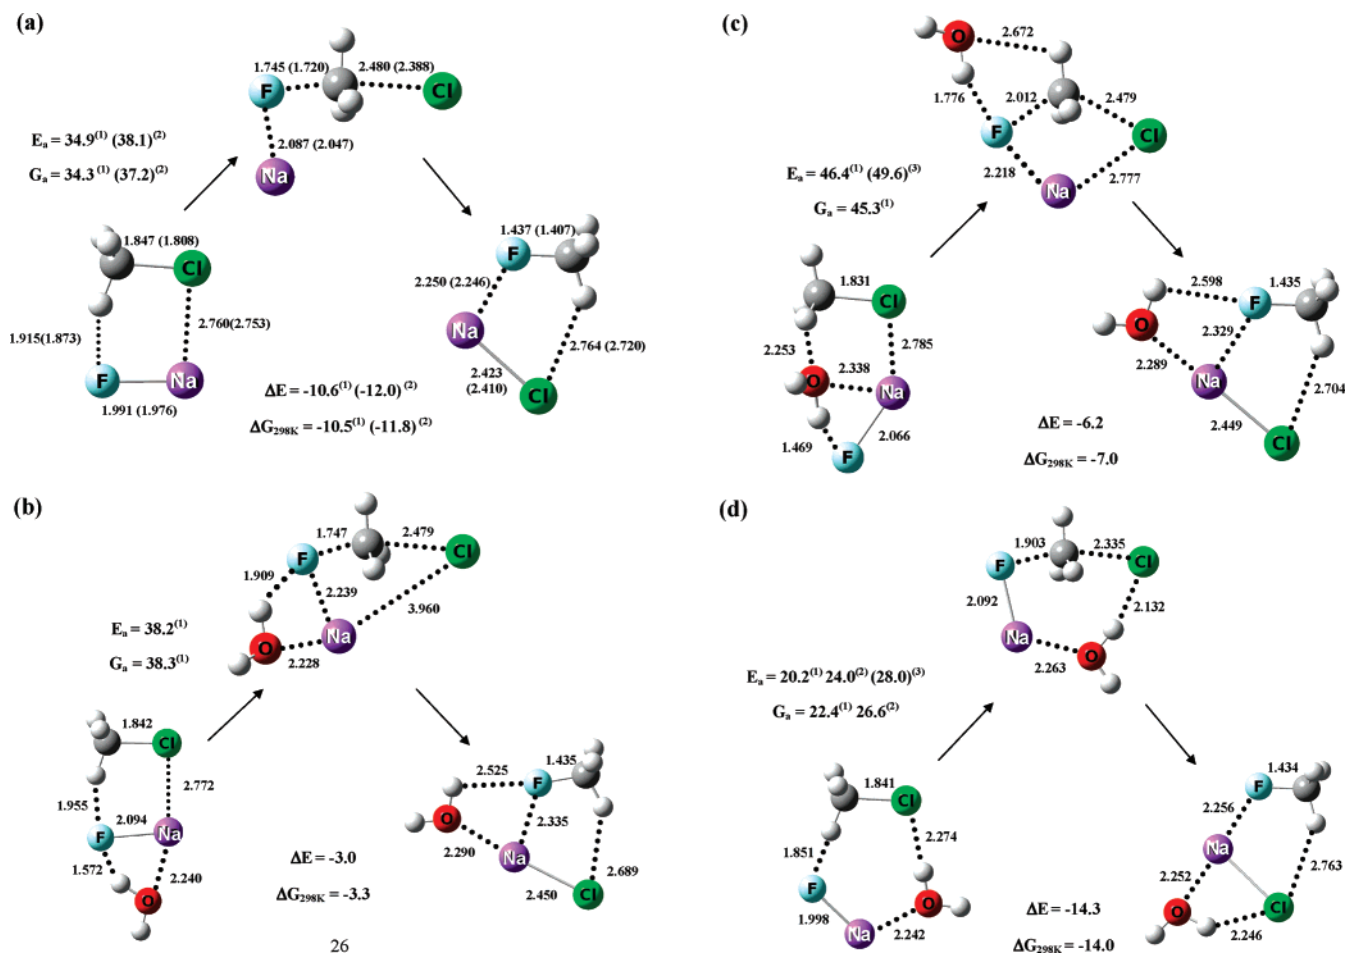 (a)
1.745 (1.720)
2.480 (2.388)
F
Cl
2.087 (2.047)
Na
E_a = 34.9^(1) (38.1)^(2)
G_a = 34.3^(1) (37.2)^(2)
1.847 (1.808)
Cl
1.915(1.873)
2.760(2.753)
F
Na
1.991 (1.976)
1.437 (1.407)
F
2.250 (2.246)
Na
2.764 (2.720)
2.423
(2.410)
Cl
ΔE = -10.6^(1) (-12.0)^(2)
ΔG_298K = -10.5^(1) (-11.8)^(2)
(b)
1.747
2.479
F
Cl
1.909
2.239
3.960
Na
O
2.228
E_a = 38.2^(1)
G_a = 38.3^(1)
1.842
Cl
2.772
1.955
2.094
F
Na
1.572
2.240
O
2.525
F
1.435
O
2.335
2.290
Na
2.689
2.450
Cl
ΔE = -3.0
ΔG_298K = -3.3
26
(c)
O
2.672
1.776
2.012
2.479
F
Cl
2.218
2.777
Na
E_a = 46.4^(1) (49.6)^(3)
G_a = 45.3^(1)
1.831
Cl
2.253
2.785
2.338
O
Na
2.066
1.469
F
2.598
F
1.435
O
2.329
2.289
Na
2.704
2.449
Cl
ΔE = -6.2
ΔG_298K = -7.0
(d)
1.903
2.335
F
Cl
2.092
2.132
Na
O
2.263
E_a = 20.2^(1) 24.0^(2) (28.0)^(3)
G_a = 22.4^(1) 26.6^(2)
1.841
Cl
2.274
1.851
F
1.998
O
Na
2.242
1.434
F
2.256
Na
2.763
2.252
O
Cl
2.246
ΔE = -14.3
ΔG_298K = -14.0